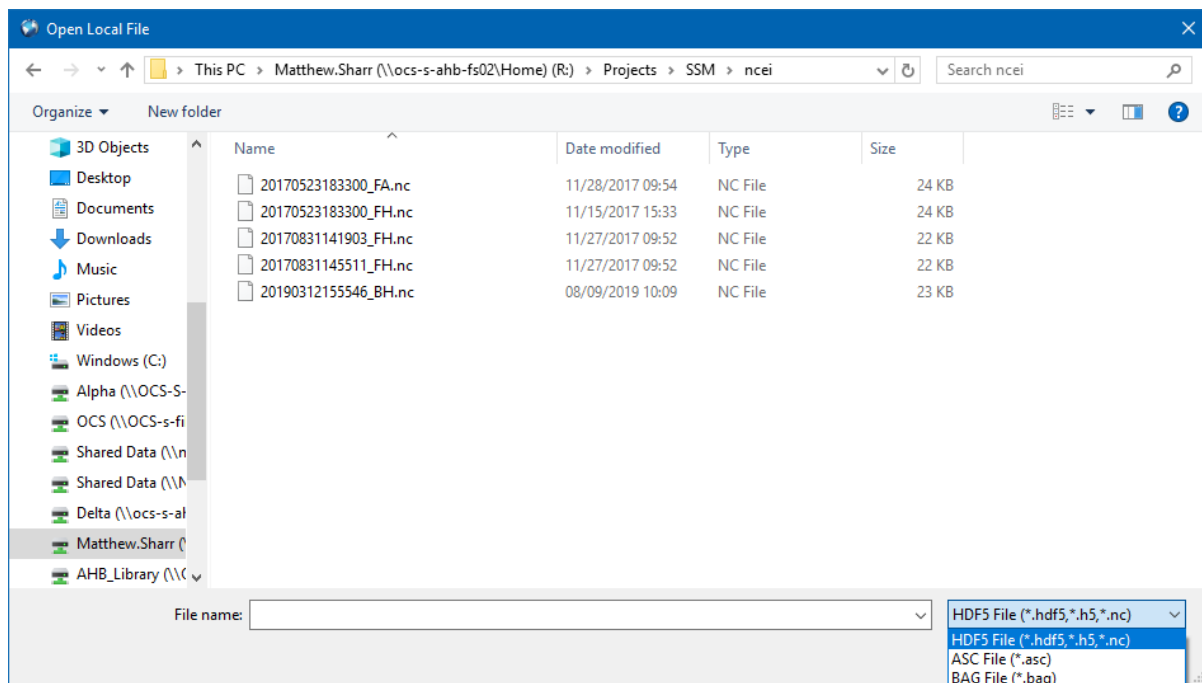 Open Local File
This PC > Matthew.Sharr (\\ocs-s-ahb-fs02\Home) (R:) > Projects > SSM > ncei
Search ncei
Organize
New folder
3D Objects
Desktop
Documents
Downloads
Music
Pictures
Videos
Windows (C:)
Alpha (\\OCS-S-
OCS (\\OCS-s-fi
Shared Data (\\n
Shared Data (\\N
Delta (\\ocs-s-ah
Matthew.Sharr (\
AHB_Library (\\O
Name Date modified Type Size
20170523183300_FA.nc 11/28/2017 09:54 NC File 24 KB
20170523183300_FH.nc 11/15/2017 15:33 NC File 24 KB
20170831141903_FH.nc 11/27/2017 09:52 NC File 22 KB
20170831145511_FH.nc 11/27/2017 09:52 NC File 22 KB
20190312155546_BH.nc 08/09/2019 10:09 NC File 23 KB
File name:
HDF5 File (*.hdf5,*.h5,*.nc)
HDF5 File (*.hdf5,*.h5,*.nc)
ASC File (*.asc)
BAG File (*.bag)